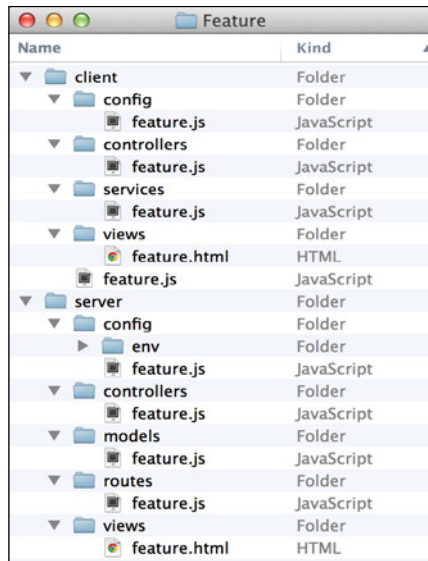 Feature
Name Kind
client Folder
config Folder
feature.js JavaScript
controllers Folder
feature.js JavaScript
services Folder
feature.js JavaScript
views Folder
feature.html HTML
feature.js JavaScript
server Folder
config Folder
env Folder
feature.js JavaScript
controllers Folder
feature.js JavaScript
models Folder
feature.js JavaScript
routes Folder
feature.js JavaScript
views Folder
feature.html HTML